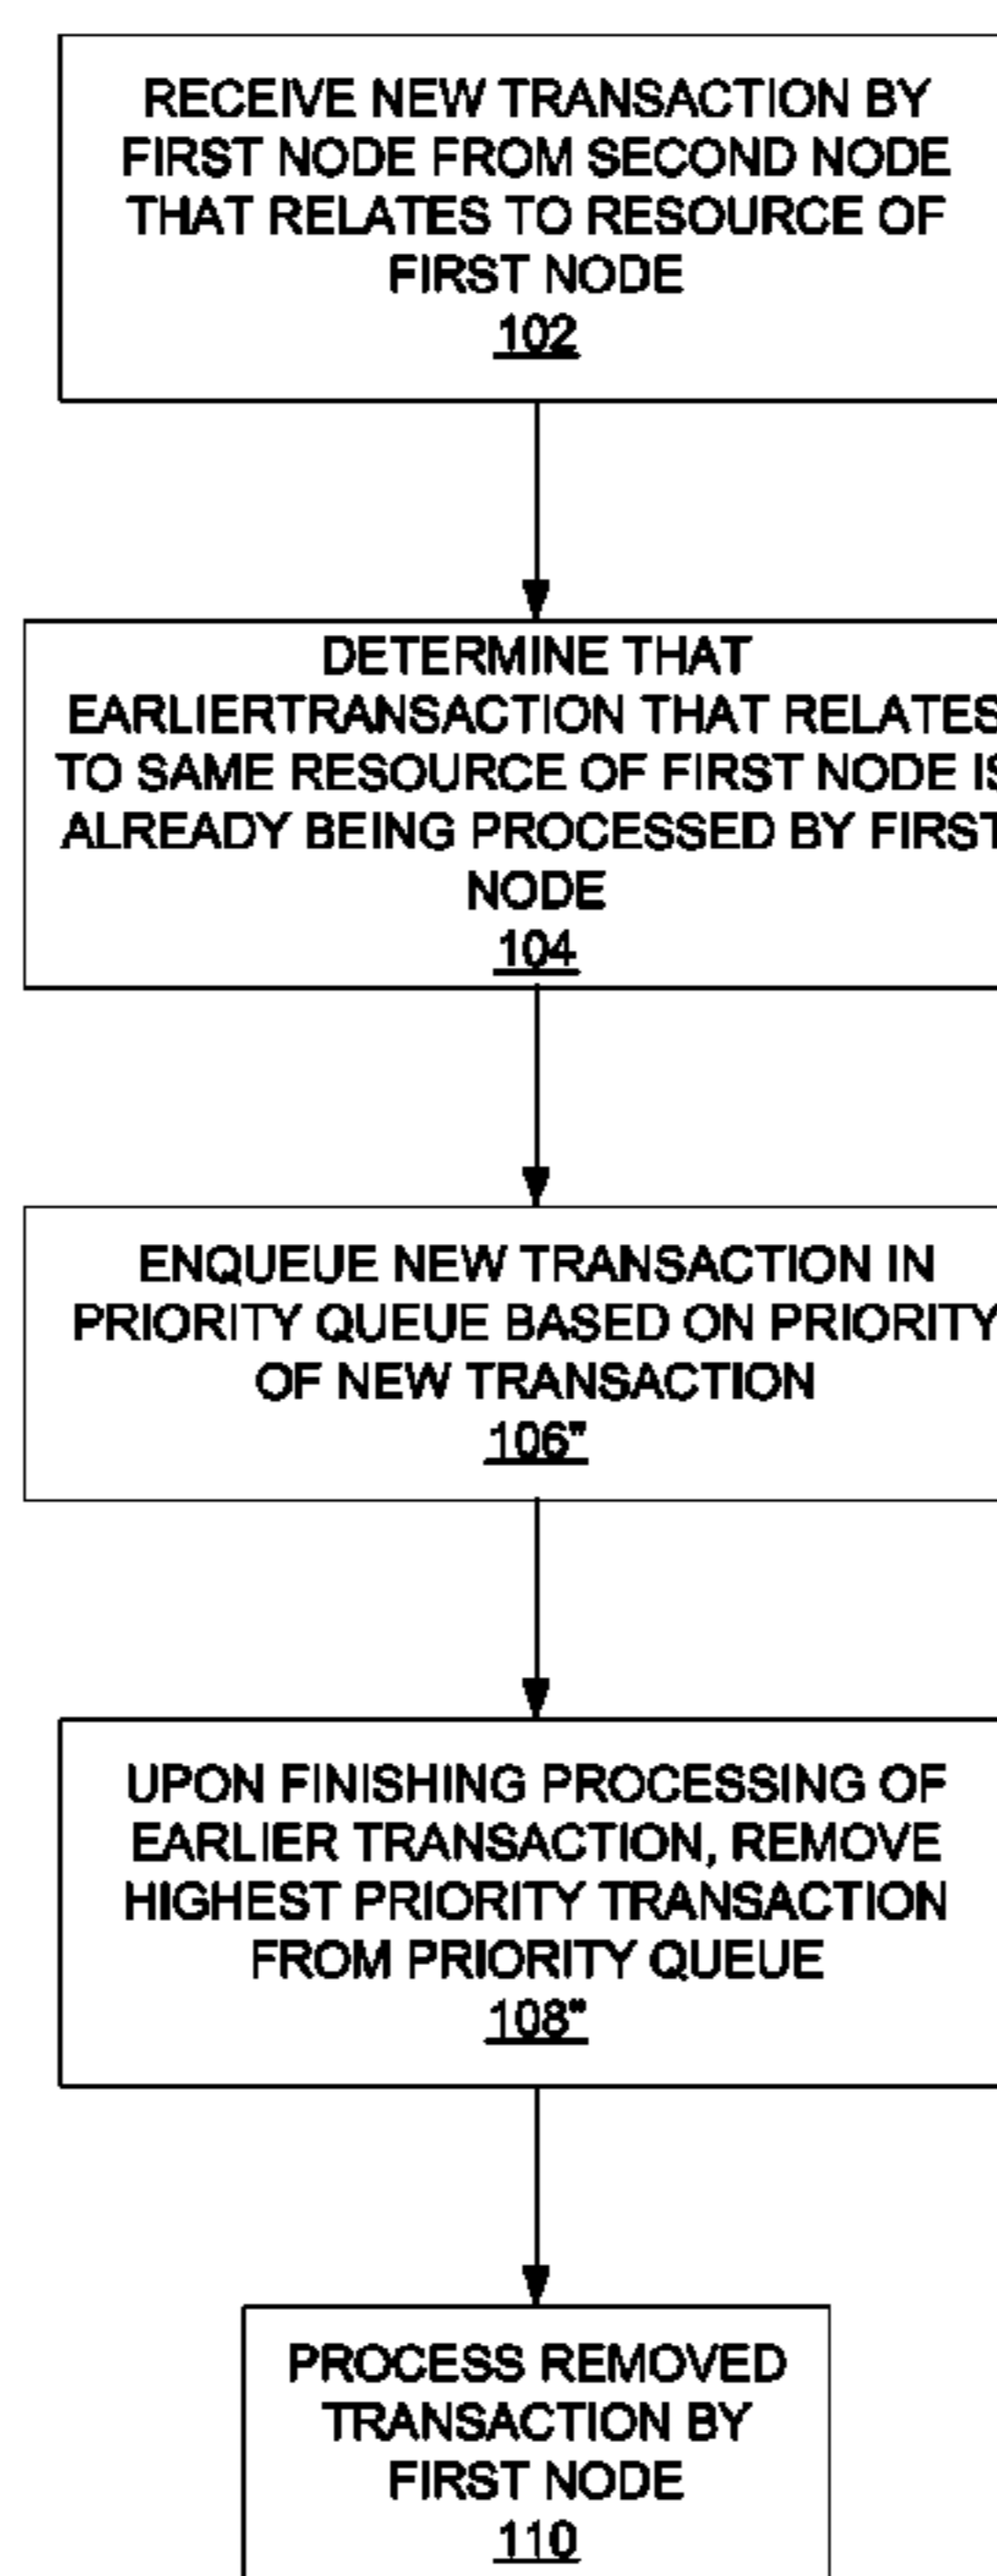 RECEIVE NEW TRANSACTION BY
FIRST NODE FROM SECOND NODE
THAT RELATES TO RESOURCE OF
FIRST NODE
102
DETERMINE THAT
EARLIERTRANSACTION THAT RELATES
TO SAME RESOURCE OF FIRST NODE IS
ALREADY BEING PROCESSED BY FIRST
NODE
104
ENQUEUE NEW TRANSACTION IN
PRIORITY QUEUE BASED ON PRIORITY
OF NEW TRANSACTION
106"
UPON FINISHING PROCESSING OF
EARLIER TRANSACTION, REMOVE
HIGHEST PRIORITY TRANSACTION
FROM PRIORITY QUEUE
108"
PROCESS REMOVED
TRANSACTION BY
FIRST NODE
110